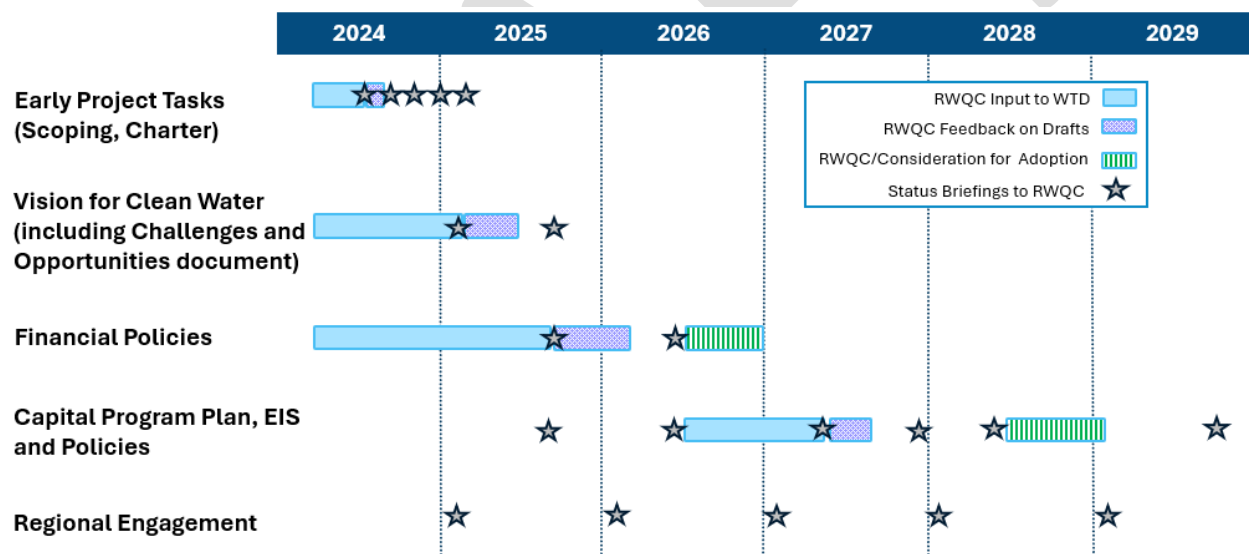 2024 2025 2026 2027 2028 2029
Early Project Tasks
(Scoping, Charter)
RWQC Input to WTD
RWQC Feedback on Drafts
RWQC/Consideration for Adoption
Status Briefings to RWQC
Vision for Clean Water
(including Challenges and
Opportunities document)
Financial Policies
Capital Program Plan, EIS
and Policies
Regional Engagement